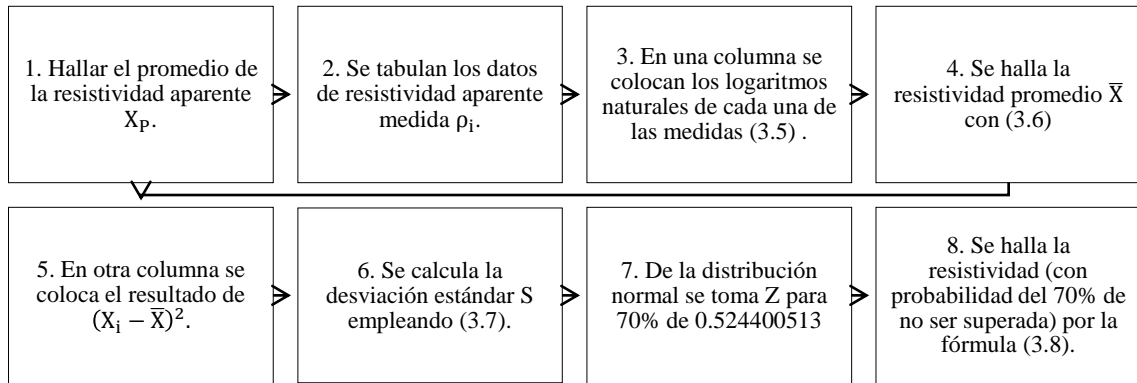 1. Hallar el promedio de
la resistividad aparente
X_P.
2. Se tabulan los datos
de resistividad aparente
medida ρ_i.
3. En una columna se
colocan los logaritmos
naturales de cada una de
las medidas (3.5) .
4. Se halla la
resistividad promedio X̅
con (3.6)
5. En otra columna se
coloca el resultado de
(X_i − X̅)².
6. Se calcula la
desviación estándar S
empleando (3.7).
7. De la distribución
normal se toma Z para
70% de 0.524400513
8. Se halla la
resistividad (con
probabilidad del 70% de
no ser superada) por la
fórmula (3.8).